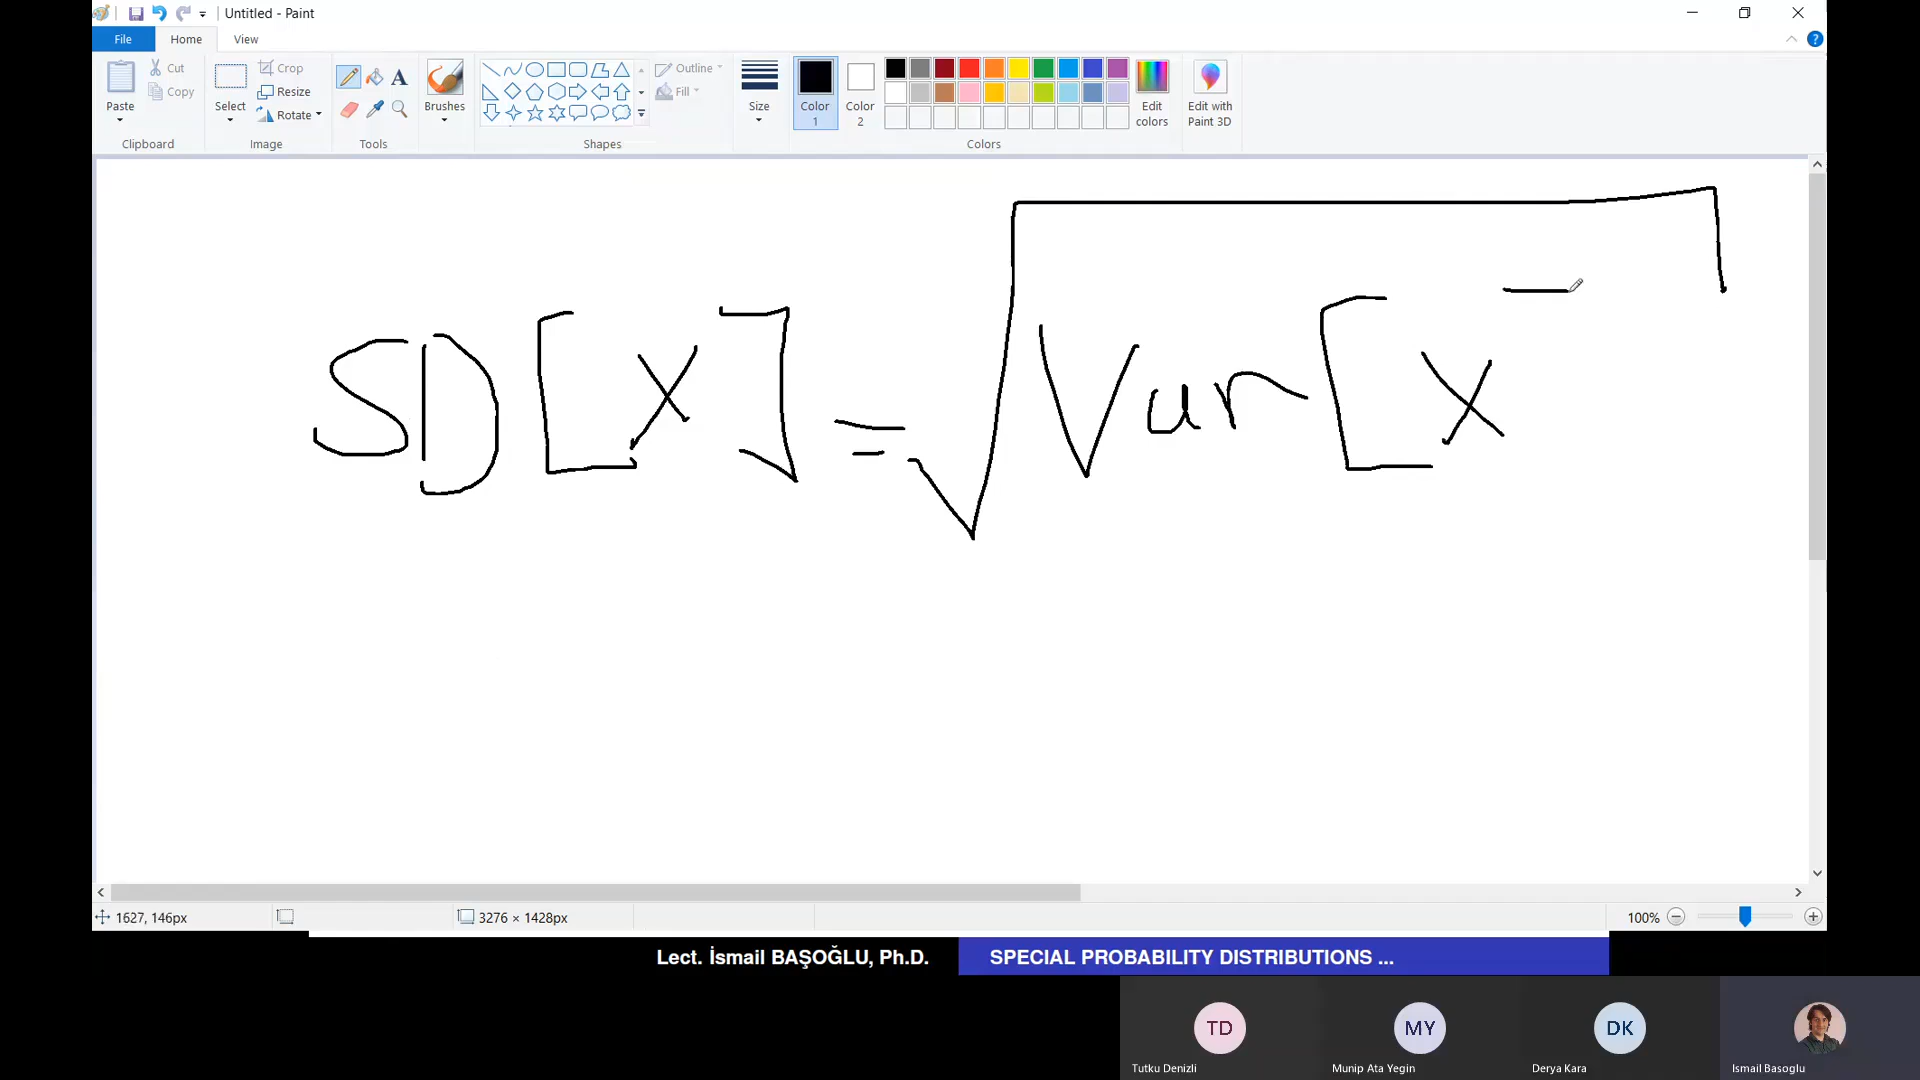 Untitled - Paint
File Home View
Paste
Cut
Copy
Clipboard
Select
Crop
Resize
Rotate
Image
Tools
Brushes
Shapes
Outline
Fill
Size
Color 1
Color 2
Colors
Edit colors
Edit with Paint 3D
SD[X] = √Var[X
1627, 146px
3276 × 1428px
100%
Lect. İsmail BAŞOĞLU, Ph.D.
SPECIAL PROBABILITY DISTRIBUTIONS ...
TD
MY
DK
Tutku Denizli
Munip Ata Yegin
Derya Kara
Ismail Basoglu